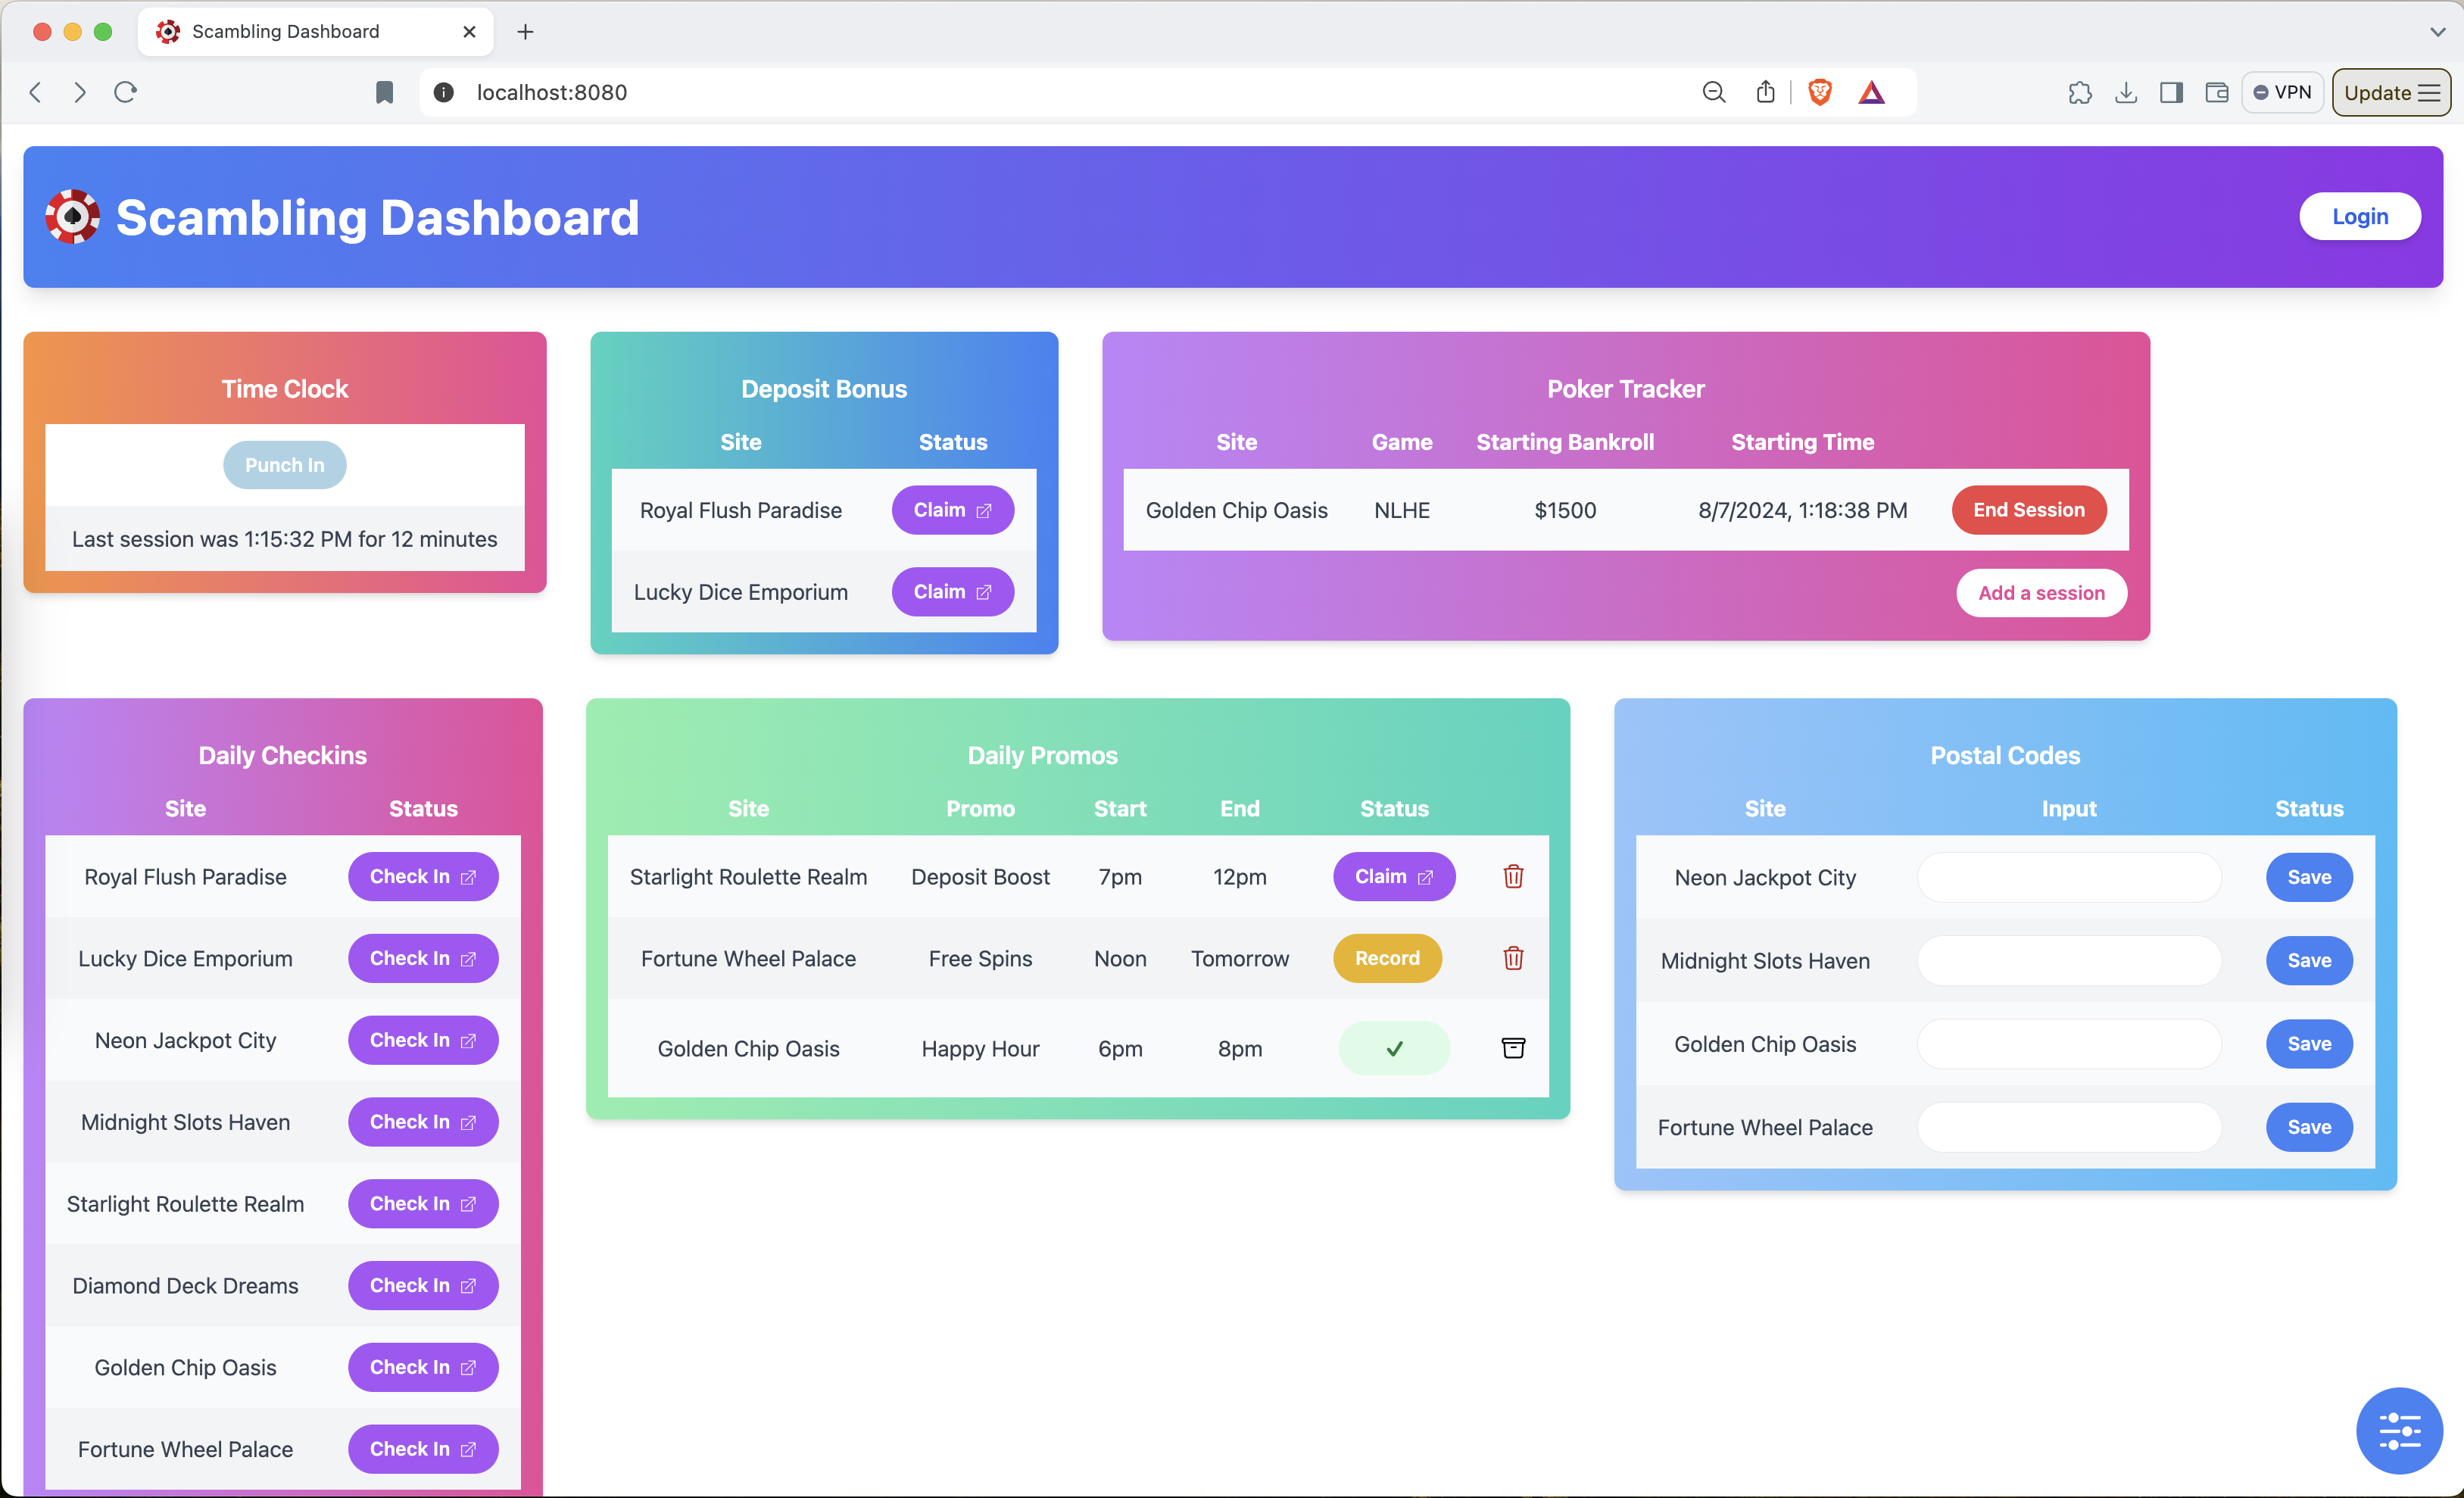 Scambling Dashboard
localhost:8080
VPN
Update
Scambling Dashboard
Login
Time Clock
Punch In
Last session was 1:15:32 PM for 12 minutes
Deposit Bonus
Site Status
Royal Flush Paradise Claim
Lucky Dice Emporium Claim
Poker Tracker
Site Game Starting Bankroll Starting Time
Golden Chip Oasis NLHE $1500 8/7/2024, 1:18:38 PM End Session
Add a session
Daily Checkins
Site Status
Royal Flush Paradise Check In
Lucky Dice Emporium Check In
Neon Jackpot City Check In
Midnight Slots Haven Check In
Starlight Roulette Realm Check In
Diamond Deck Dreams Check In
Golden Chip Oasis Check In
Fortune Wheel Palace Check In
Daily Promos
Site Promo Start End Status
Starlight Roulette Realm Deposit Boost 7pm 12pm Claim
Fortune Wheel Palace Free Spins Noon Tomorrow Record
Golden Chip Oasis Happy Hour 6pm 8pm
Postal Codes
Site Input Status
Neon Jackpot City Save
Midnight Slots Haven Save
Golden Chip Oasis Save
Fortune Wheel Palace Save